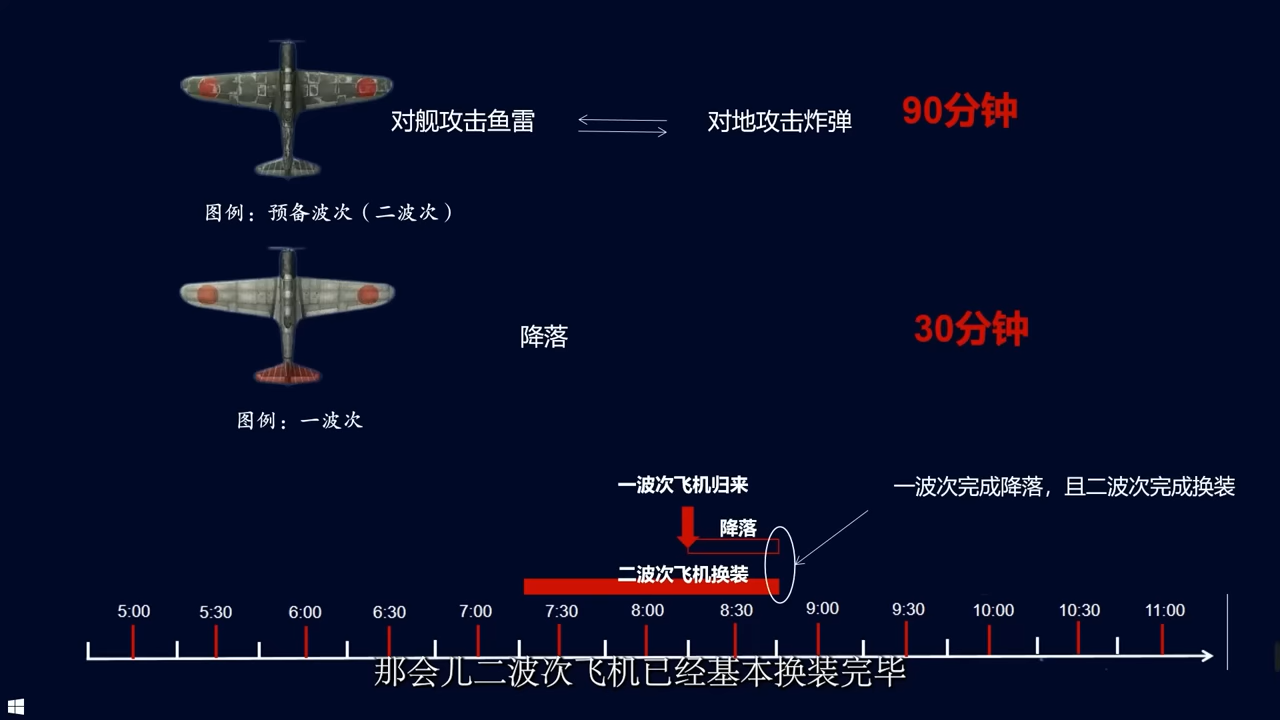 对舰攻击鱼雷
对地攻击炸弹
90分钟
图例：预备波次（二波次）
降落
30分钟
图例：一波次
一波次飞机归来
一波次完成降落，且二波次完成换装
降落
二波次飞机换装
5:00 5:30 6:00 6:30 7:00 7:30 8:00 8:30 9:00 9:30 10:00 10:30 11:00
那会儿二波次飞机已经基本换装完毕